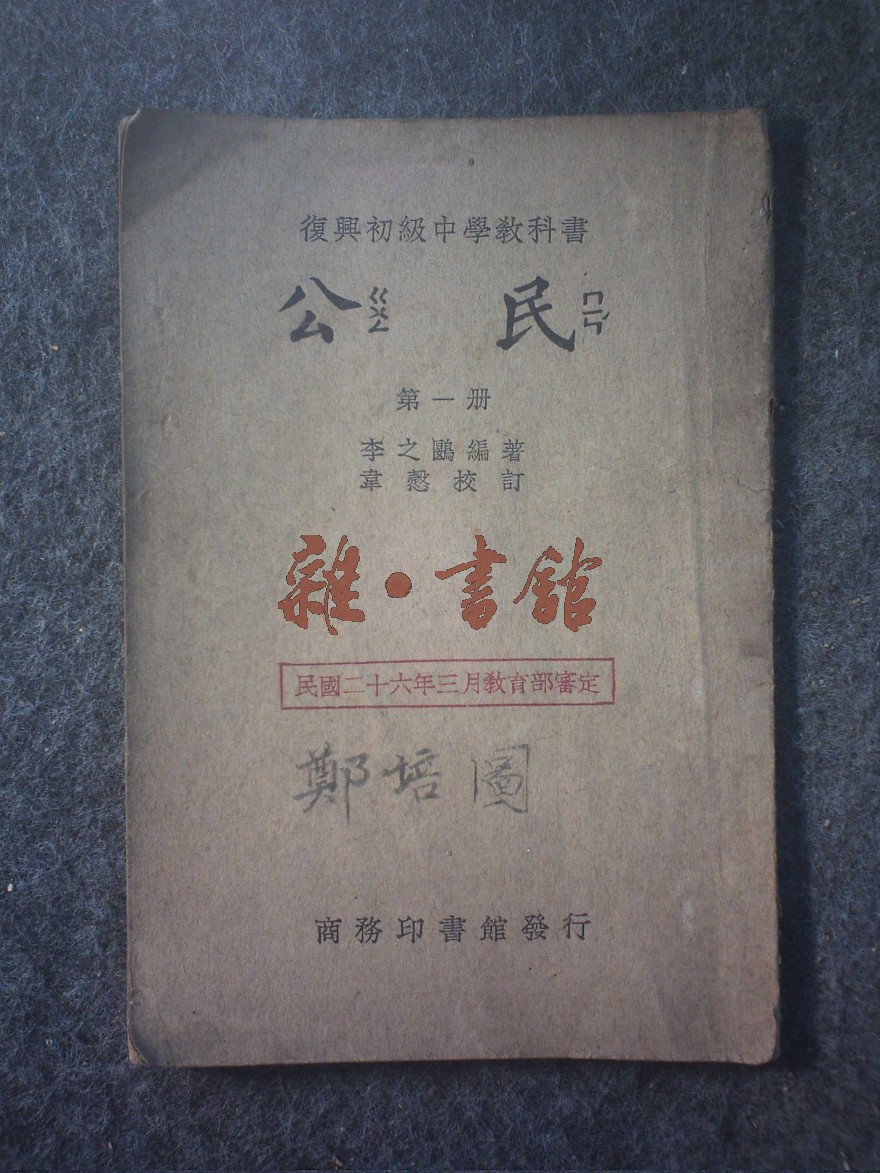 復興初級中學教科書
公ㄍㄨㄥ 民ㄇㄧㄣˊ
第一册
李之鷗編著
韋慤校訂
雜·書館
民國二十六年三月教育部審定
鄭培圖
商務印書館發行